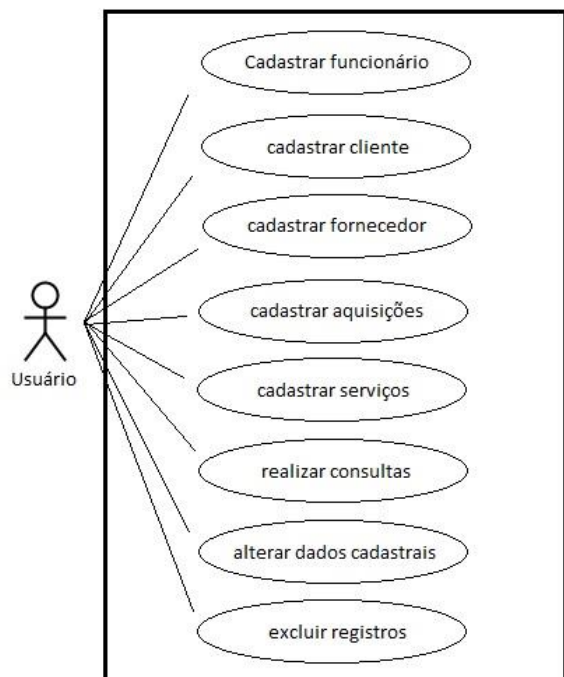 Cadastrar funcionário
cadastrar cliente
cadastrar fornecedor
cadastrar aquisições
Usuário
cadastrar serviços
realizar consultas
alterar dados cadastrais
excluir registros